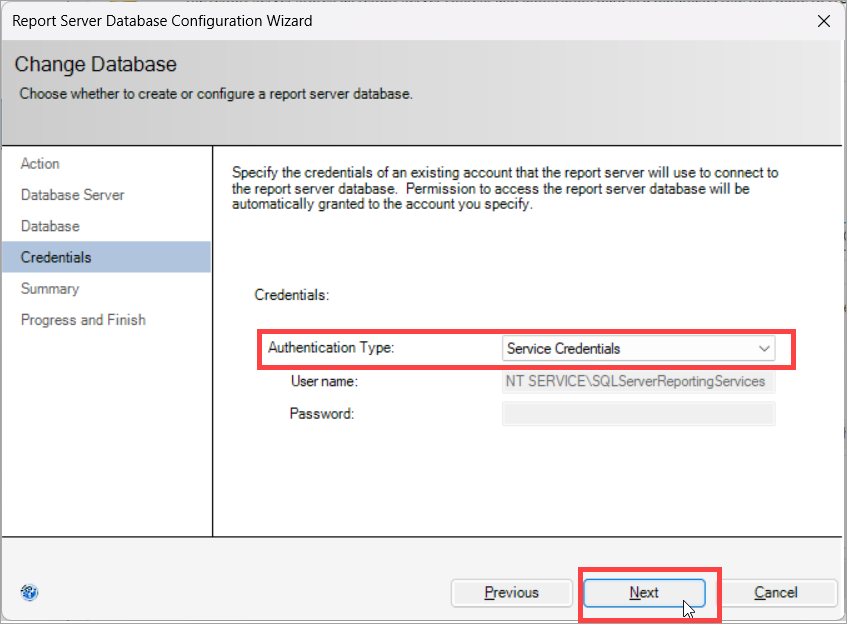 Report Server Database Configuration Wizard
Change Database
Choose whether to create or configure a report server database.
Action
Database Server
Database
Credentials
Summary
Progress and Finish
Specify the credentials of an existing account that the report server will use to connect to
the report server database.  Permission to access the report server database will be
automatically granted to the account you specify.
Credentials:
Authentication Type: Service Credentials
User name: NT SERVICE\SQLServerReportingServices
Password:
Previous Next Cancel